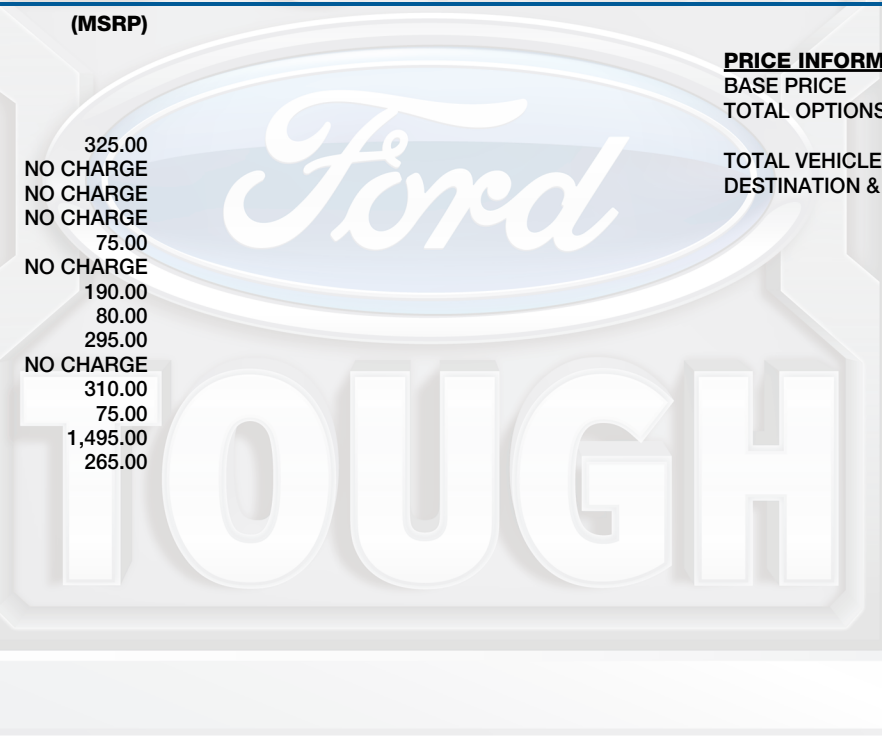 (MSRP)
325.00
NO CHARGE
NO CHARGE
NO CHARGE
75.00
NO CHARGE
190.00
80.00
295.00
NO CHARGE
310.00
75.00
1,495.00
265.00
PRICE INFORM
BASE PRICE
TOTAL OPTIONS
TOTAL VEHICLE
DESTINATION &
Ford
TOUGH